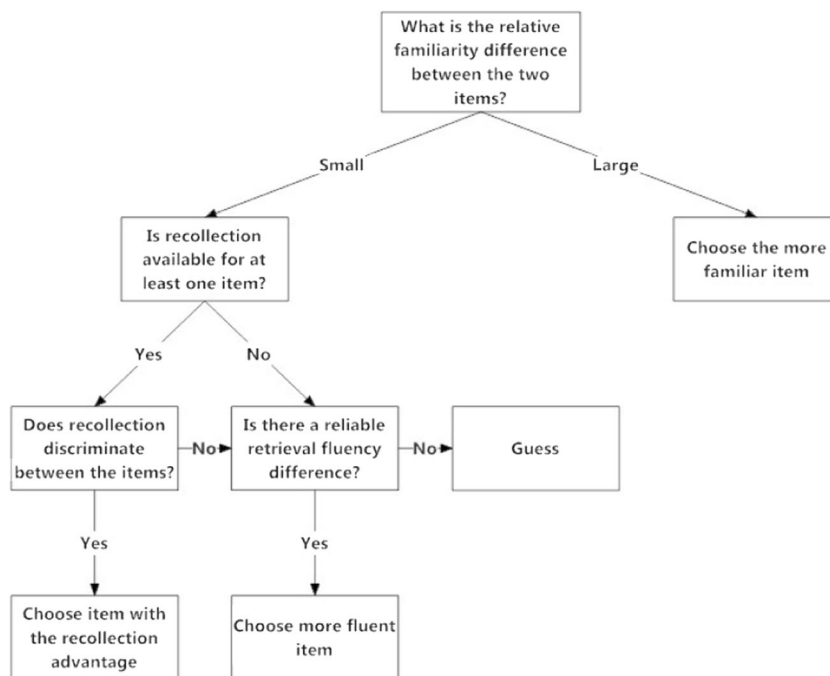 What is the relative
familiarity difference
between the two
items?
Small
Large
Is recollection
available for at
least one item?
Choose the more
familiar item
Yes
No
Does recollection
discriminate
between the items?
No
Is there a reliable
retrieval fluency
difference?
No
Guess
Yes
Yes
Choose item with
the recollection
advantage
Choose more fluent
item